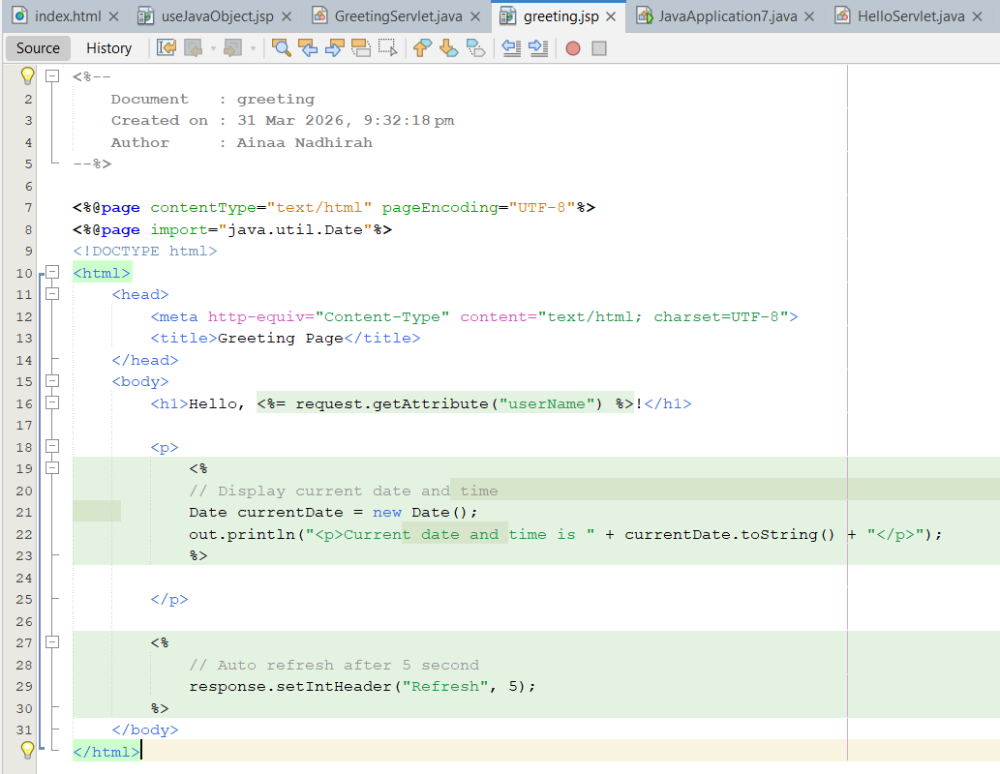 index.html useJavaObject.jsp GreetingServlet.java greeting.jsp JavaApplication7.java HelloServlet.java
Source History
<%--
2 Document : greeting
3 Created on : 31 Mar 2026, 9:32:18 pm
4 Author : Ainaa Nadhirah
5 --%>
6
7 <%@page contentType="text/html" pageEncoding="UTF-8"%>
8 <%@page import="java.util.Date"%>
9 <!DOCTYPE html>
10 <html>
11 <head>
12 <meta http-equiv="Content-Type" content="text/html; charset=UTF-8">
13 <title>Greeting Page</title>
14 </head>
15 <body>
16 <h1>Hello, <%= request.getAttribute("userName") %>!</h1>
17
18 <p>
19 <%
20 // Display current date and time
21 Date currentDate = new Date();
22 out.println("<p>Current date and time is " + currentDate.toString() + "</p>");
23 %>
24
25 </p>
26
27 <%
28 // Auto refresh after 5 second
29 response.setIntHeader("Refresh", 5);
30 %>
31 </body>
</html>